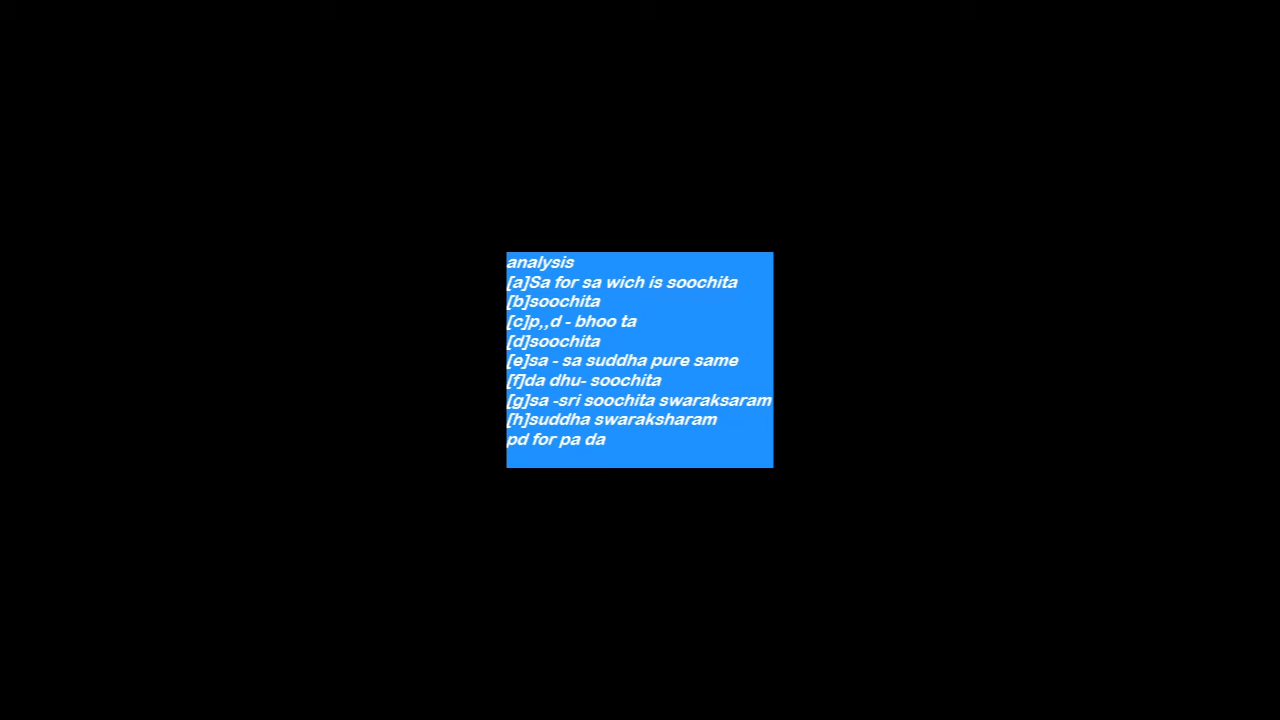 analysis
[a]Sa for sa wich is soochita
[b]soochita
[c]p,,d - bhoo ta
[d]soochita
[e]sa - sa suddha pure same
[f]da dhu- soochita
[g]sa -sri soochita swaraksaram
[h]suddha swaraksharam
pd for pa da